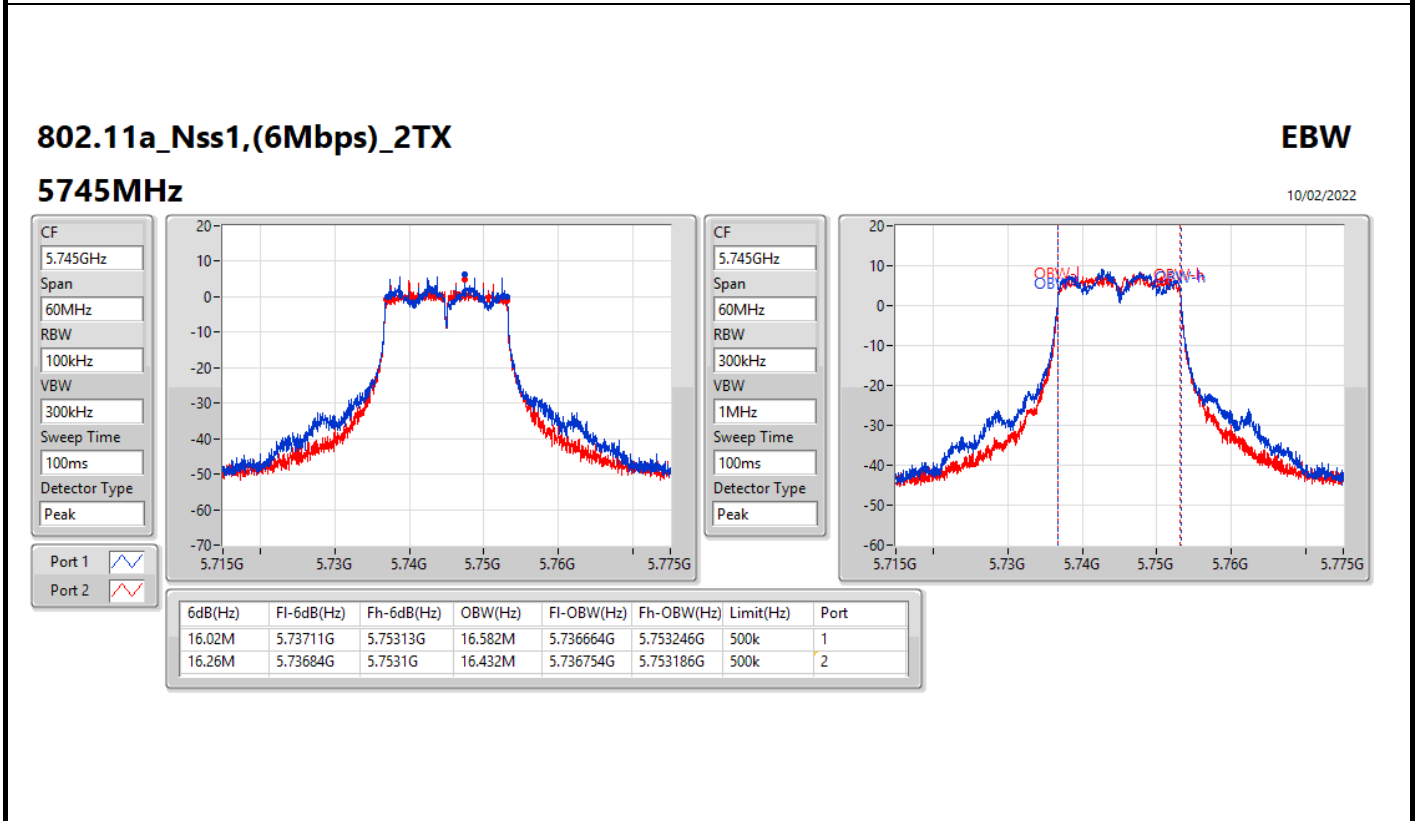 802.11a_Nss1,(6Mbps)_2TX
EBW
5745MHz
10/02/2022
CF
5.745GHz
Span
60MHz
RBW
100kHz
VBW
300kHz
Sweep Time
100ms
Detector Type
Peak
Port 1
Port 2
20
10
0
-10
-20
-30
-40
-50
-60
-70
5.715G 5.73G 5.74G 5.75G 5.76G 5.775G
CF
5.745GHz
Span
60MHz
RBW
300kHz
VBW
1MHz
Sweep Time
100ms
Detector Type
Peak
20
10
0
-10
-20
-30
-40
-50
-60
OBW-l
OBW-h
5.715G 5.73G 5.74G 5.75G 5.76G 5.775G
6dB(Hz) Fl-6dB(Hz) Fh-6dB(Hz) OBW(Hz) Fl-OBW(Hz) Fh-OBW(Hz) Limit(Hz) Port
16.02M 5.73711G 5.75313G 16.582M 5.736664G 5.753246G 500k 1
16.26M 5.73684G 5.7531G 16.432M 5.736754G 5.753186G 500k 2